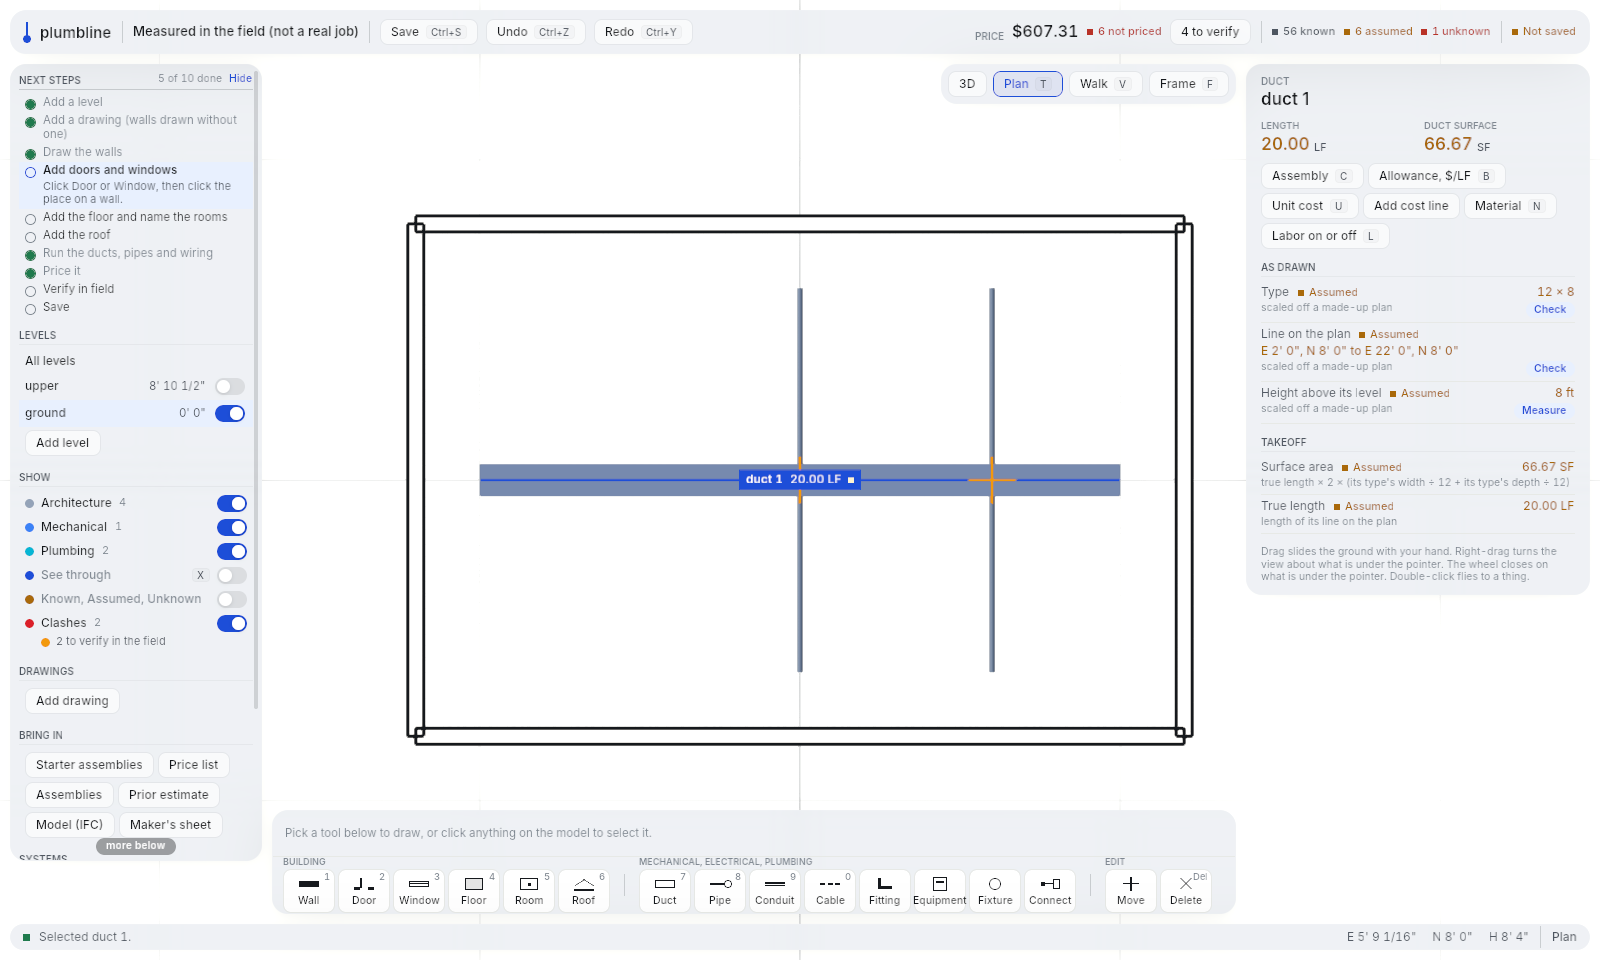 plumbline
Measured in the field (not a real job)
Save Ctrl+S
Undo Ctrl+Z
Redo Ctrl+Y
PRICE $607.31
6 not priced
4 to verify
56 known
6 assumed
1 unknown
Not saved
NEXT STEPS 5 of 10 done Hide
Add a level
Add a drawing (walls drawn without
one)
Draw the walls
Add doors and windows
Click Door or Window, then click the
place on a wall.
Add the floor and name the rooms
Add the roof
Run the ducts, pipes and wiring
Price it
Verify in field
Save
LEVELS
All levels
upper 8' 10 1/2"
ground 0' 0"
Add level
SHOW
Architecture 4
Mechanical 1
Plumbing 2
See through X
Known, Assumed, Unknown
Clashes 2
2 to verify in the field
DRAWINGS
Add drawing
BRING IN
Starter assemblies Price list
Assemblies Prior estimate
Model (IFC) Maker's sheet
more below
SYSTEMS
3D Plan T Walk V Frame F
duct 1 20.00 LF
DUCT
duct 1
LENGTH DUCT SURFACE
20.00 LF 66.67 SF
Assembly C Allowance, $/LF B
Unit cost U Add cost line Material N
Labor on or off L
AS DRAWN
Type Assumed 12 × 8
scaled off a made-up plan Check
Line on the plan Assumed
E 2' 0", N 8' 0" to E 22' 0", N 8' 0"
scaled off a made-up plan Check
Height above its level Assumed 8 ft
scaled off a made-up plan Measure
TAKEOFF
Surface area Assumed 66.67 SF
true length × 2 × (its type's width ÷ 12 + its type's depth ÷ 12)
True length Assumed 20.00 LF
length of its line on the plan
Drag slides the ground with your hand. Right-drag turns the
view about what is under the pointer. The wheel closes on
what is under the pointer. Double-click flies to a thing.
Pick a tool below to draw, or click anything on the model to select it.
BUILDING MECHANICAL, ELECTRICAL, PLUMBING EDIT
1 2 3 4 5 6 7 8 9 0 Del
Wall Door Window Floor Room Roof Duct Pipe Conduit Cable Fitting Equipment Fixture Connect Move Delete
Selected duct 1.
E 5' 9 1/16" N 8' 0" H 8' 4" Plan